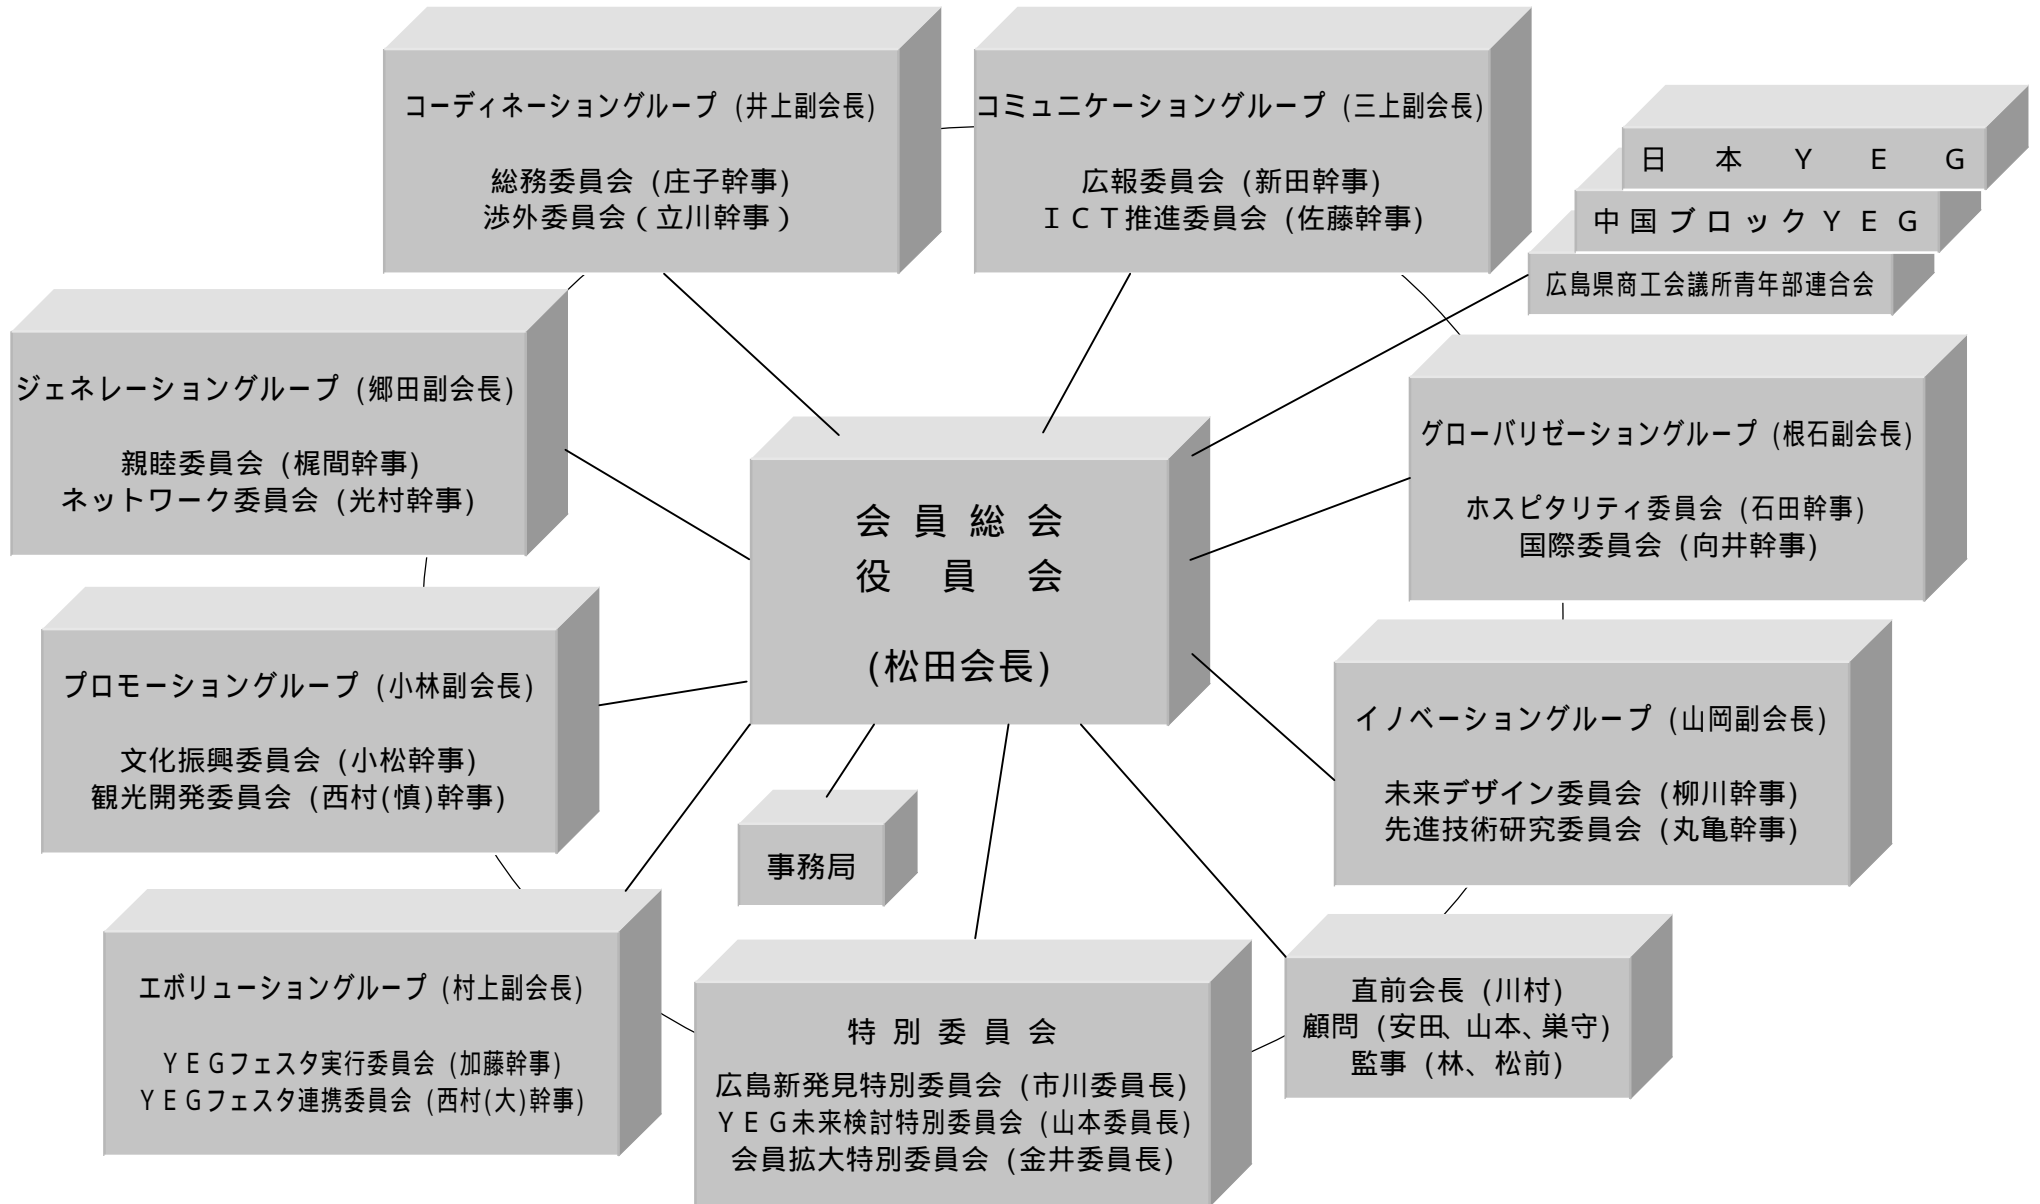 コーディネーショングループ (井上副会長)
総務委員会 (庄子幹事)
渉外委員会 (立川幹事)
コミュニケーショングループ (三上副会長)
広報委員会 (新田幹事)
ＩＣＴ推進委員会 (佐藤幹事)
日本ＹＥＧ
中国ブロックＹＥＧ
広島県商工会議所青年部連合会
ジェネレーショングループ (郷田副会長)
親睦委員会 (梶間幹事)
ネットワーク委員会 (光村幹事)
会員総会
役員会
(松田会長)
グローバリゼーショングループ (根石副会長)
ホスピタリティ委員会 (石田幹事)
国際委員会 (向井幹事)
プロモーショングループ (小林副会長)
文化振興委員会 (小松幹事)
観光開発委員会 (西村(慎)幹事)
イノベーショングループ (山岡副会長)
未来デザイン委員会 (柳川幹事)
先進技術研究委員会 (丸亀幹事)
事務局
エボリューショングループ (村上副会長)
ＹＥＧフェスタ実行委員会 (加藤幹事)
ＹＥＧフェスタ連携委員会 (西村(大)幹事)
特別委員会
広島新発見特別委員会 (市川委員長)
ＹＥＧ未来検討特別委員会 (山本委員長)
会員拡大特別委員会 (金井委員長)
直前会長 (川村)
顧問 (安田、山本、巣守)
監事 (林、松前)